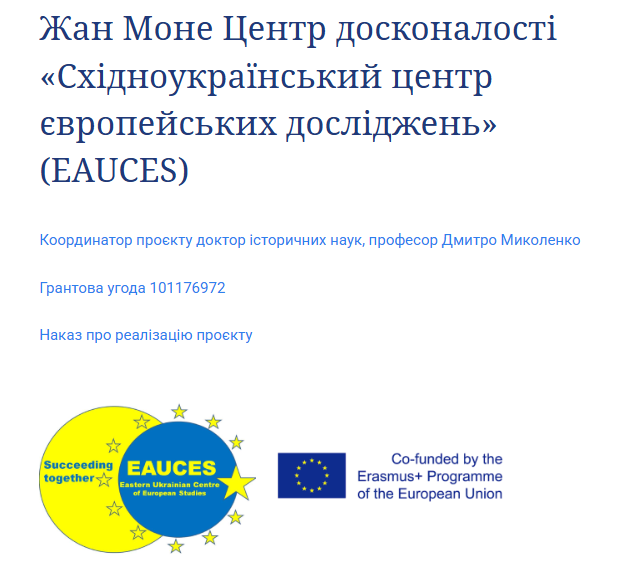 Жан Моне Центр досконалості
«Східноукраїнський центр
європейських досліджень»
(EAUCES)
Координатор проєкту доктор історичних наук, професор Дмитро Миколенко
Грантова угода 101176972
Наказ про реалізацію проєкту
Succeeding
together
EAUCES
Eastern Ukrainian Centre
of European Studies
Co-funded by the
Erasmus+ Programme
of the European Union